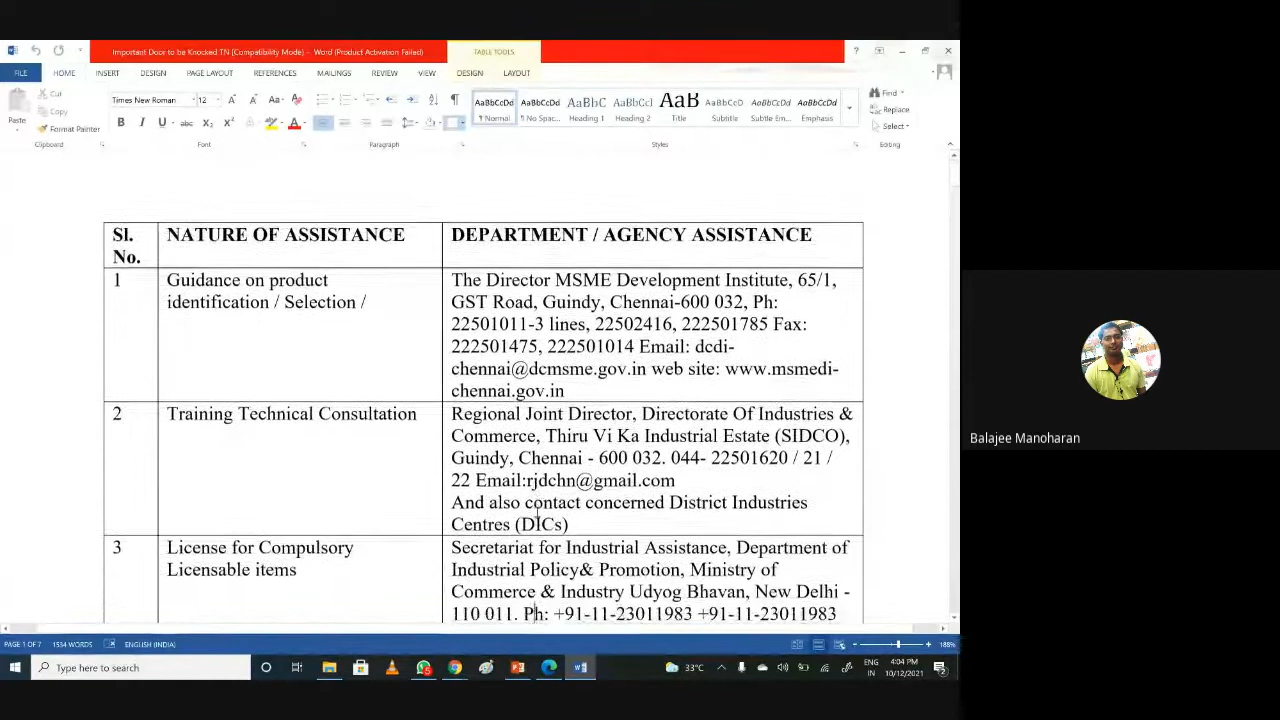 Important Door to be Knocked TN [Compatibility Mode] - Word (Product Activation Failed)
TABLE TOOLS
FILE HOME INSERT DESIGN PAGE LAYOUT REFERENCES MAILINGS REVIEW VIEW DESIGN LAYOUT
Paste
Cut
Copy
Format Painter
Clipboard
Times New Roman 12
Font
Paragraph
AaBbCcDd AaBbCcDd AaBbC AaBbCcI AaB AaBbCcD AaBbCcDd AaBbCcDd
¶ Normal ¶ No Spac... Heading 1 Heading 2 Title Subtitle Subtle Em... Emphasis
Styles
Find
Replace
Select
Editing
Sl. No.
NATURE OF ASSISTANCE
DEPARTMENT / AGENCY ASSISTANCE
1
Guidance on product
identification / Selection /
The Director MSME Development Institute, 65/1,
GST Road, Guindy, Chennai-600 032, Ph:
22501011-3 lines, 22502416, 222501785 Fax:
222501475, 222501014 Email: dcdi-
chennai@dcmsme.gov.in web site: www.msmedi-
chennai.gov.in
2
Training Technical Consultation
Regional Joint Director, Directorate Of Industries &
Commerce, Thiru Vi Ka Industrial Estate (SIDCO),
Guindy, Chennai - 600 032. 044- 22501620 / 21 /
22 Email:rjdchn@gmail.com
And also contact concerned District Industries
Centres (DICs)
3
License for Compulsory
Licensable items
Secretariat for Industrial Assistance, Department of
Industrial Policy& Promotion, Ministry of
Commerce & Industry Udyog Bhavan, New Delhi -
110 011. Ph: +91-11-23011983 +91-11-23011983
PAGE 1 OF 7 1534 WORDS ENGLISH (INDIA)
188%
Type here to search
33°C
ENG
IN
4:04 PM
10/12/2021
Balajee Manoharan